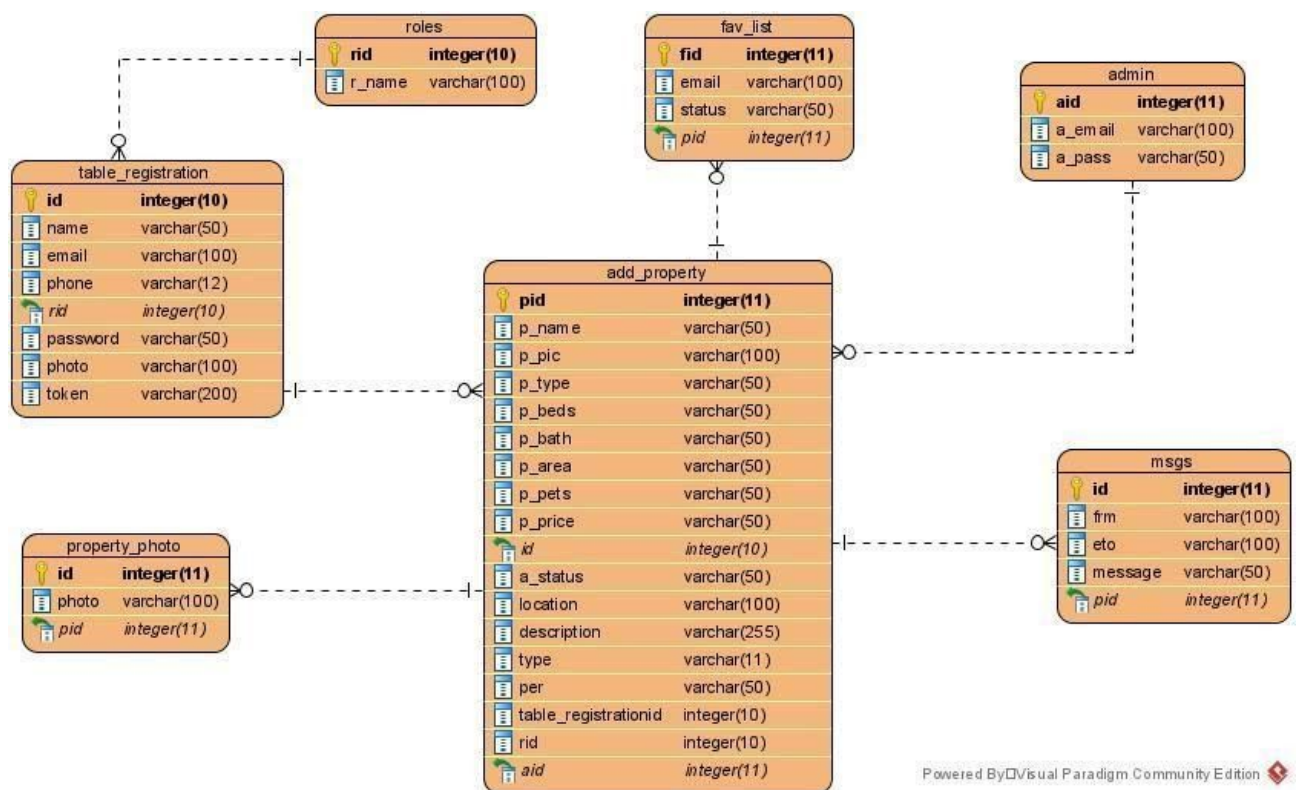 roles
rid integer(10)
r_name varchar(100)
fav_list
fid integer(11)
email varchar(100)
status varchar(50)
pid integer(11)
admin
aid integer(11)
a_email varchar(100)
a_pass varchar(50)
table_registration
id integer(10)
name varchar(50)
email varchar(100)
phone varchar(12)
rid integer(10)
password varchar(50)
photo varchar(100)
token varchar(200)
add_property
pid integer(11)
p_name varchar(50)
p_pic varchar(100)
p_type varchar(50)
p_beds varchar(50)
p_bath varchar(50)
p_area varchar(50)
p_pets varchar(50)
p_price varchar(50)
id integer(10)
a_status varchar(50)
location varchar(100)
description varchar(255)
type varchar(11)
per varchar(50)
table_registrationid integer(10)
rid integer(10)
aid integer(11)
msgs
id integer(11)
frm varchar(100)
eto varchar(100)
message varchar(50)
pid integer(11)
property_photo
id integer(11)
photo varchar(100)
pid integer(11)
Powered By□Visual Paradigm Community Edition